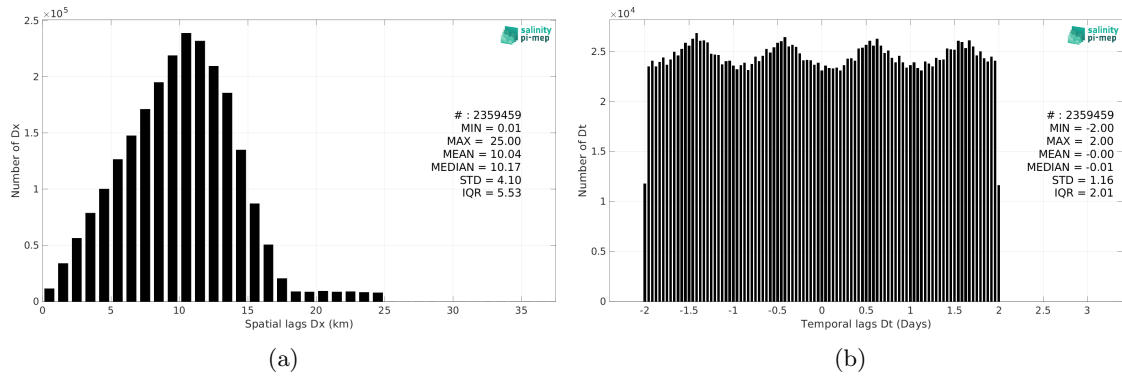 ×10⁵
2.5
2
1.5
1
0.5
0
Number of Dx
0 5 10 15 20 25 30 35
Spatial lags Dx (km)
salinity
pi-mep
# : 2359459
MIN = 0.01
MAX = 25.00
MEAN = 10.04
MEDIAN = 10.17
STD = 4.10
IQR = 5.53
(a)
×10⁴
2.5
2
1.5
1
0.5
0
Number of Dt
-2 -1.5 -1 -0.5 0 0.5 1 1.5 2 2.5 3
Temporal lags Dt (Days)
salinity
pi-mep
# : 2359459
MIN = -2.00
MAX = 2.00
MEAN = -0.00
MEDIAN = -0.01
STD = 1.16
IQR = 2.01
(b)